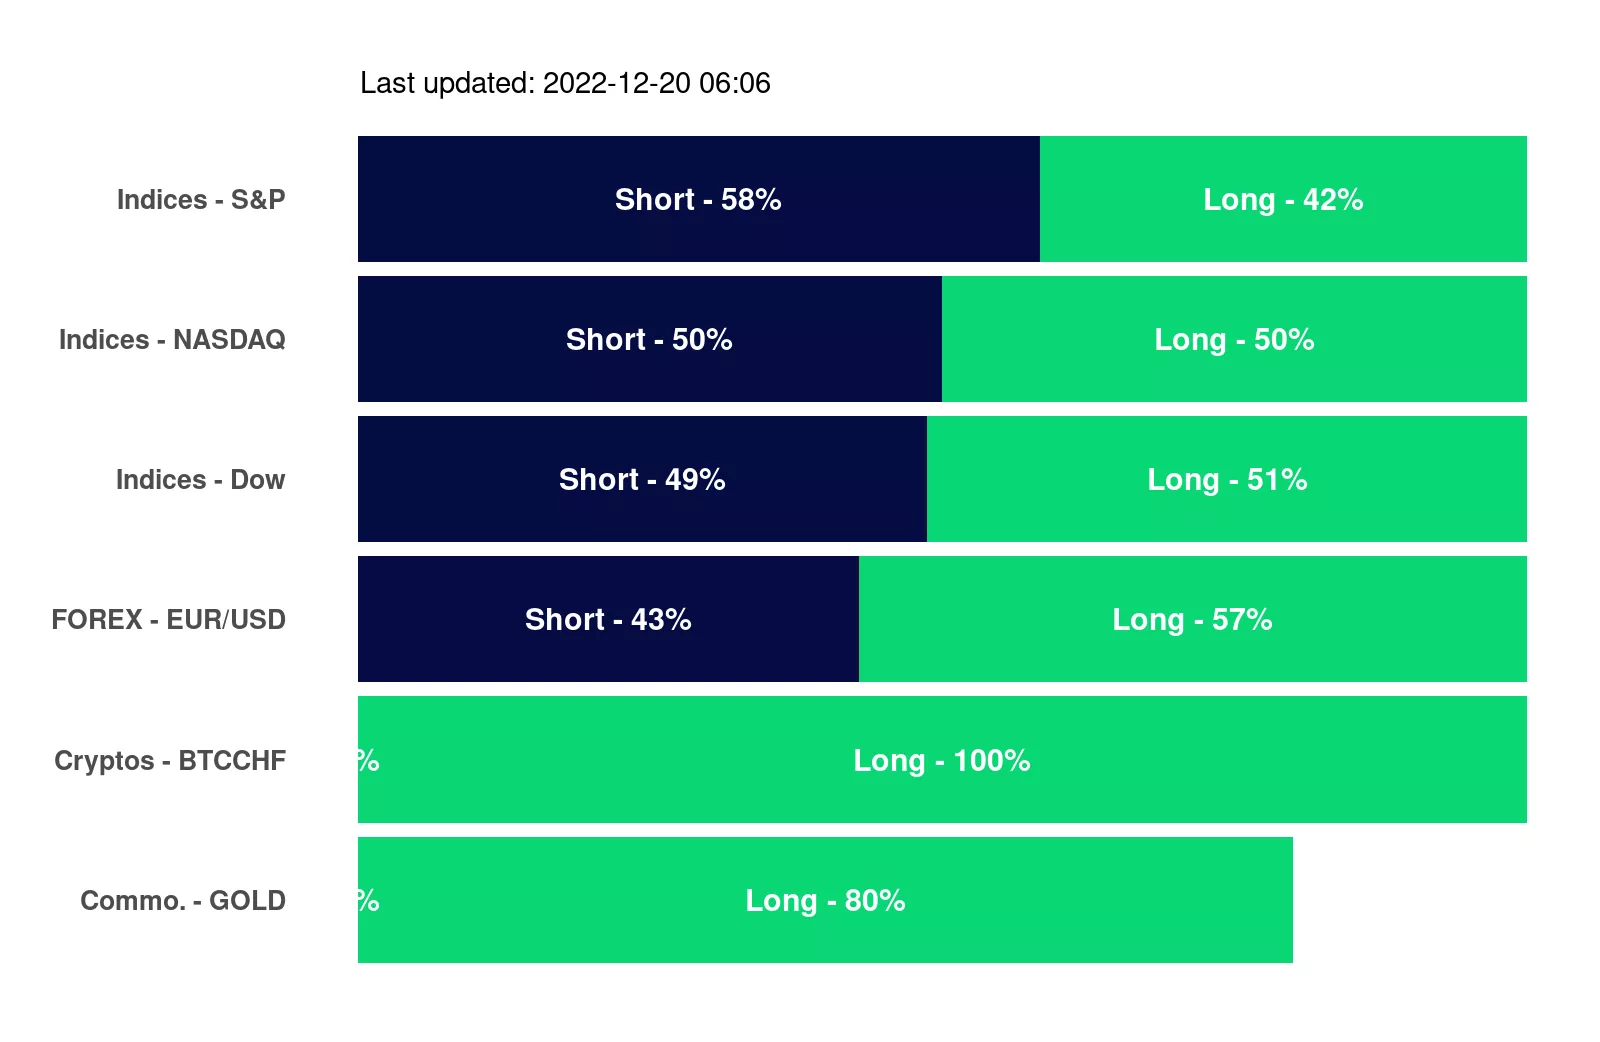 Last updated: 2022-12-20 06:06
Indices - S&P Short - 58% Long - 42%
Indices - NASDAQ Short - 50% Long - 50%
Indices - Dow Short - 49% Long - 51%
FOREX - EUR/USD Short - 43% Long - 57%
Cryptos - BTCCHF % Long - 100%
Commo. - GOLD % Long - 80%